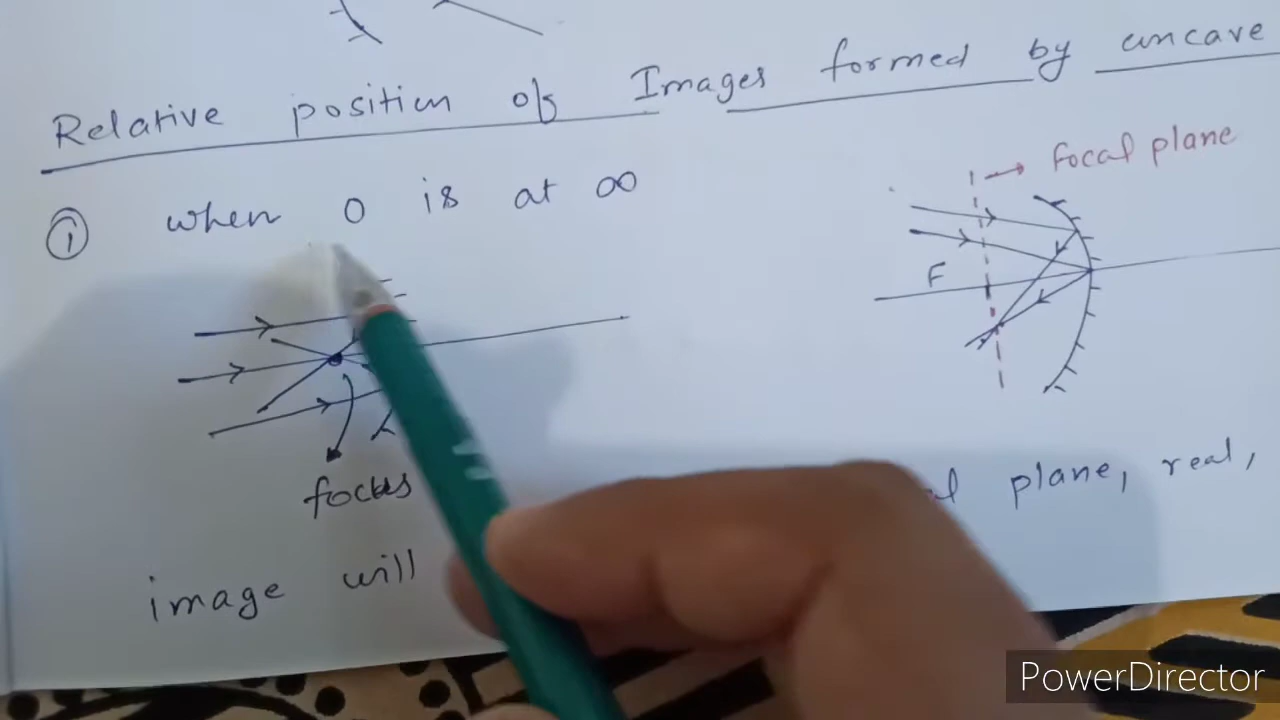 Relative position of Images formed by concave
→ Focal plane
① when O is at ∞
F
focus
plane, real,
image will
PowerDirector